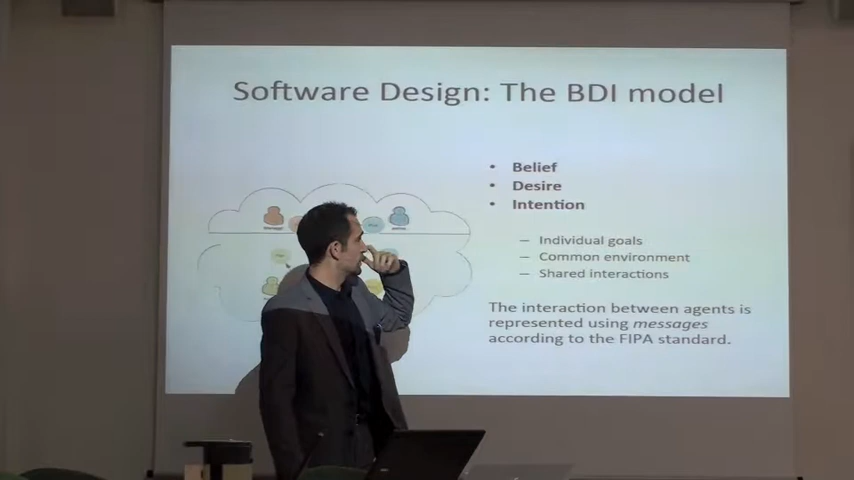 Software Design: The BDI model
• Belief
• Desire
• Intention
– Individual goals
– Common environment
– Shared interactions
The interaction between agents is
represented using messages
according to the FIPA standard.